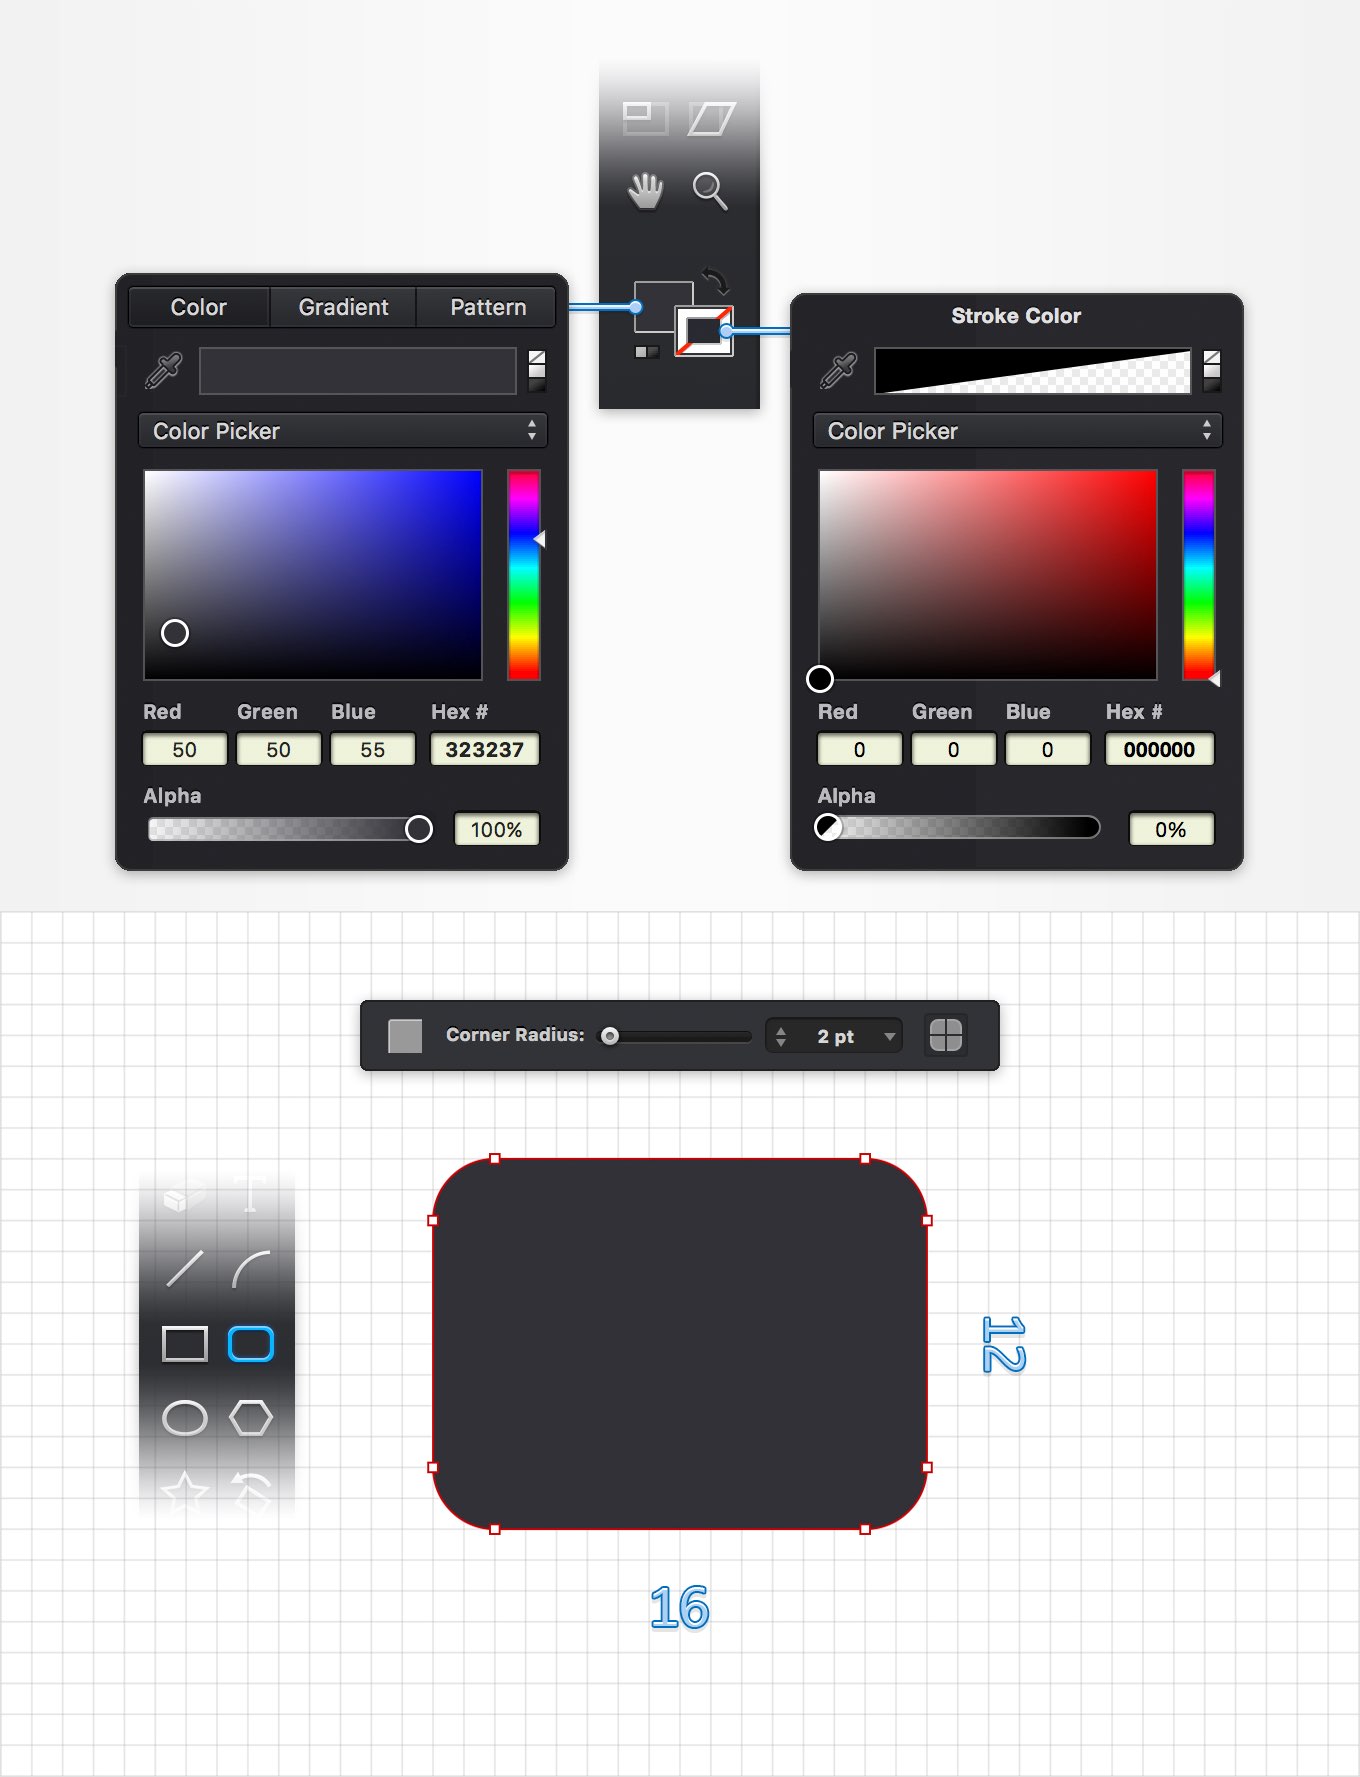 Color Gradient Pattern
Color Picker
Red Green Blue Hex #
50 50 55 323237
Alpha
100%
Stroke Color
Color Picker
Red Green Blue Hex #
0 0 0 000000
Alpha
0%
Corner Radius: 2 pt
T
12
16